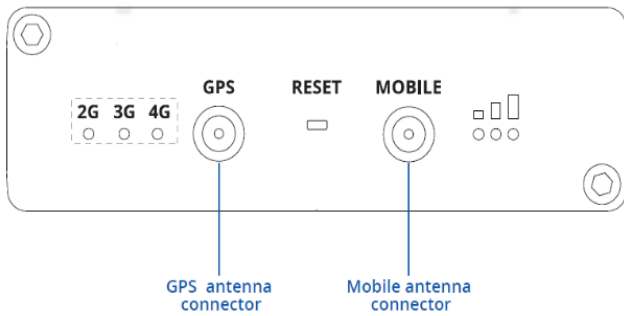 GPS RESET MOBILE
2G 3G 4G
GPS antenna
connector
Mobile antenna
connector